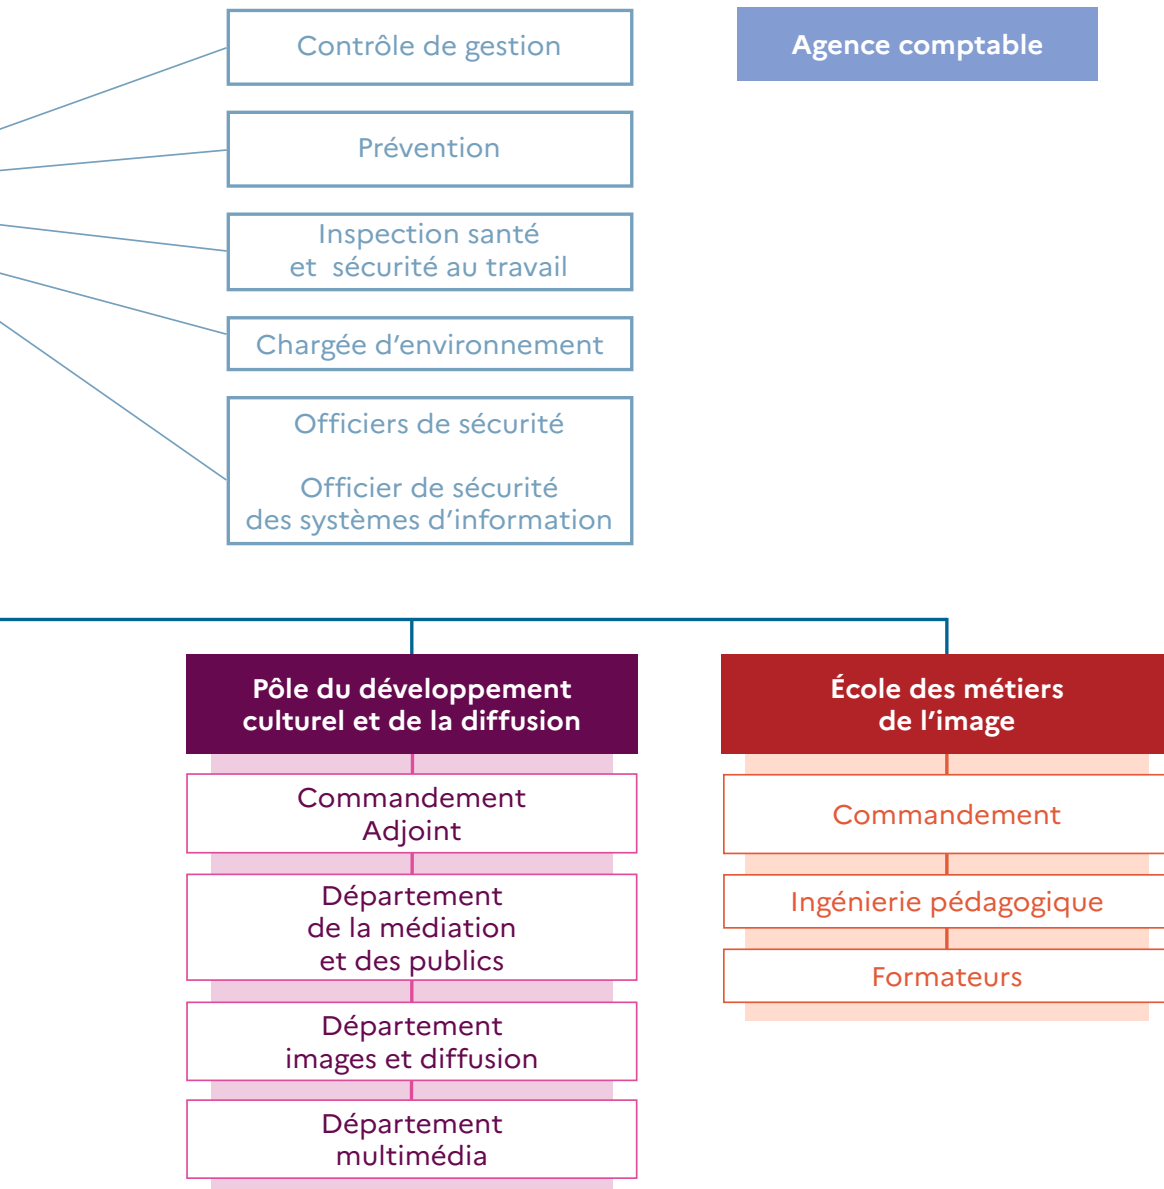 Contrôle de gestion
Agence comptable
Prévention
Inspection santé
et sécurité au travail
Chargée d’environnement
Officiers de sécurité
Officier de sécurité
des systèmes d’information
Pôle du développement
culturel et de la diffusion
Commandement
Adjoint
Département
de la médiation
et des publics
Département
images et diffusion
Département
multimédia
École des métiers
de l’image
Commandement
Ingénierie pédagogique
Formateurs